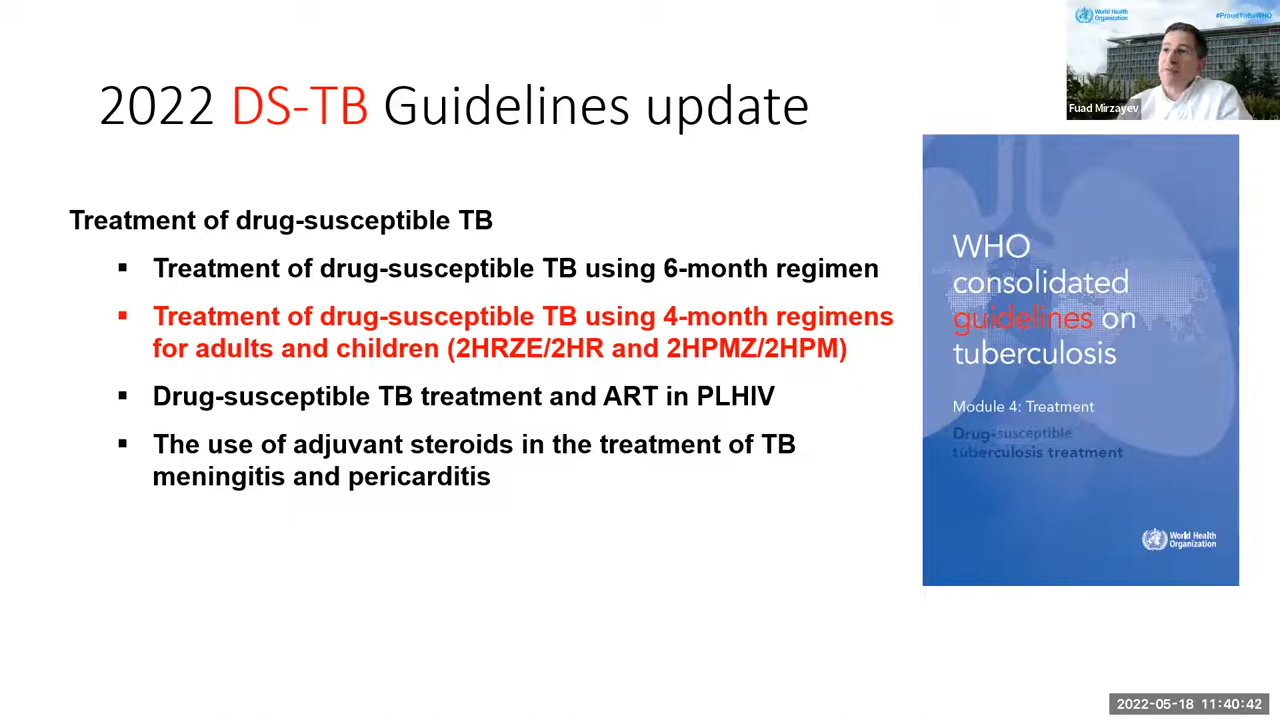 World Health
Organization
#ProudToBeWHO
Fuad Mirzayev
2022 DS-TB Guidelines update
Treatment of drug-susceptible TB
▪ Treatment of drug-susceptible TB using 6-month regimen
▪ Treatment of drug-susceptible TB using 4-month regimens
for adults and children (2HRZE/2HR and 2HPMZ/2HPM)
▪ Drug-susceptible TB treatment and ART in PLHIV
▪ The use of adjuvant steroids in the treatment of TB
meningitis and pericarditis
WHO
consolidated
guidelines on
tuberculosis
Module 4: Treatment
Drug-susceptible
tuberculosis treatment
World Health
Organization
2022-05-18 11:40:42